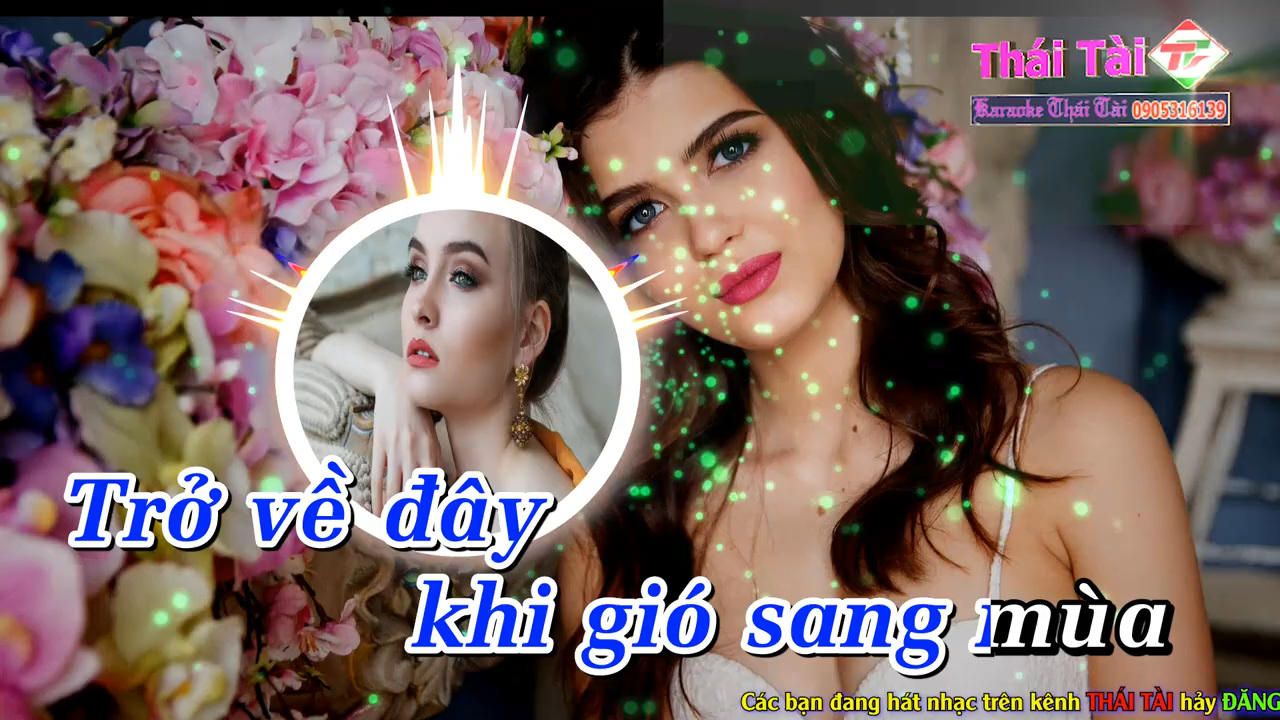 Thái Tài
Karaoke Thái Tài 0905316139
Trở về đây
khi gió sang mùa
Các bạn đang hát nhạc trên kênh THÁI TÀI hảy ĐĂNG